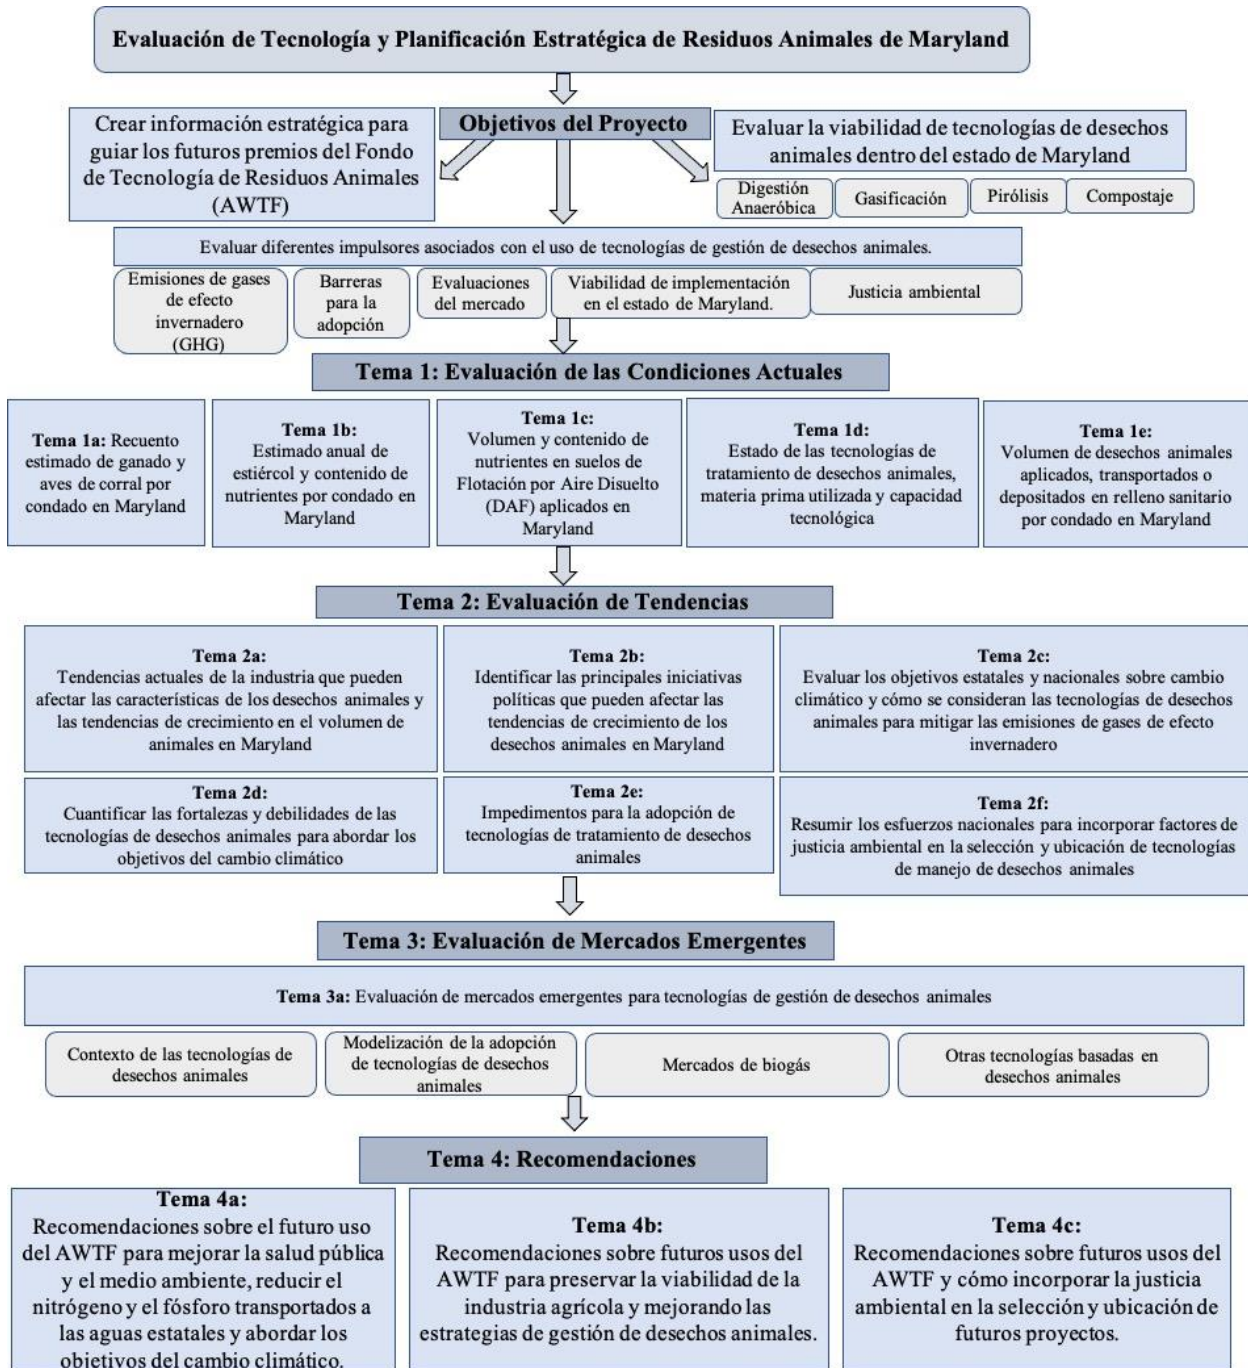 Evaluación de Tecnología y Planificación Estratégica de Residuos Animales de Maryland
Objetivos del Proyecto
Crear información estratégica para
guiar los futuros premios del Fondo
de Tecnología de Residuos Animales
(AWTF)
Evaluar la viabilidad de tecnologías de desechos
animales dentro del estado de Maryland
Digestión
Anaeróbica
Gasificación
Pirólisis
Compostaje
Evaluar diferentes impulsores asociados con el uso de tecnologías de gestión de desechos animales.
Emisiones de gases
de efecto
invernadero
(GHG)
Barreras
para la
adopción
Evaluaciones
del mercado
Viabilidad de implementación
en el estado de Maryland.
Justicia ambiental
Tema 1: Evaluación de las Condiciones Actuales
Tema 1a: Recuento
estimado de ganado y
aves de corral por
condado en Maryland
Tema 1b:
Estimado anual de
estiércol y contenido de
nutrientes por condado en
Maryland
Tema 1c:
Volumen y contenido de
nutrientes en suelos de
Flotación por Aire Disuelto
(DAF) aplicados en
Maryland
Tema 1d:
Estado de las tecnologías de
tratamiento de desechos animales,
materia prima utilizada y capacidad
tecnológica
Tema 1e:
Volumen de desechos animales
aplicados, transportados o
depositados en relleno sanitario
por condado en Maryland
Tema 2: Evaluación de Tendencias
Tema 2a:
Tendencias actuales de la industria que pueden
afectar las características de los desechos animales y
las tendencias de crecimiento en el volumen de
animales en Maryland
Tema 2b:
Identificar las principales iniciativas
políticas que pueden afectar las
tendencias de crecimiento de los
desechos animales en Maryland
Tema 2c:
Evaluar los objetivos estatales y nacionales sobre cambio
climático y cómo se consideran las tecnologías de desechos
animales para mitigar las emisiones de gases de efecto
invernadero
Tema 2d:
Cuantificar las fortalezas y debilidades de las
tecnologías de desechos animales para abordar los
objetivos del cambio climático
Tema 2e:
Impedimentos para la adopción de
tecnologías de tratamiento de desechos
animales
Tema 2f:
Resumir los esfuerzos nacionales para incorporar factores de
justicia ambiental en la selección y ubicación de tecnologías
de manejo de desechos animales
Tema 3: Evaluación de Mercados Emergentes
Tema 3a: Evaluación de mercados emergentes para tecnologías de gestión de desechos animales
Contexto de las tecnologías de
desechos animales
Modelización de la adopción
de tecnologías de desechos
animales
Mercados de biogás
Otras tecnologías basadas en
desechos animales
Tema 4: Recomendaciones
Tema 4a:
Recomendaciones sobre el futuro uso
del AWTF para mejorar la salud pública
y el medio ambiente, reducir el
nitrógeno y el fósforo transportados a
las aguas estatales y abordar los
objetivos del cambio climático.
Tema 4b:
Recomendaciones sobre futuros usos del
AWTF para preservar la viabilidad de la
industria agrícola y mejorando las
estrategias de gestión de desechos animales.
Tema 4c:
Recomendaciones sobre futuros usos del
AWTF y cómo incorporar la justicia
ambiental en la selección y ubicación de
futuros proyectos.